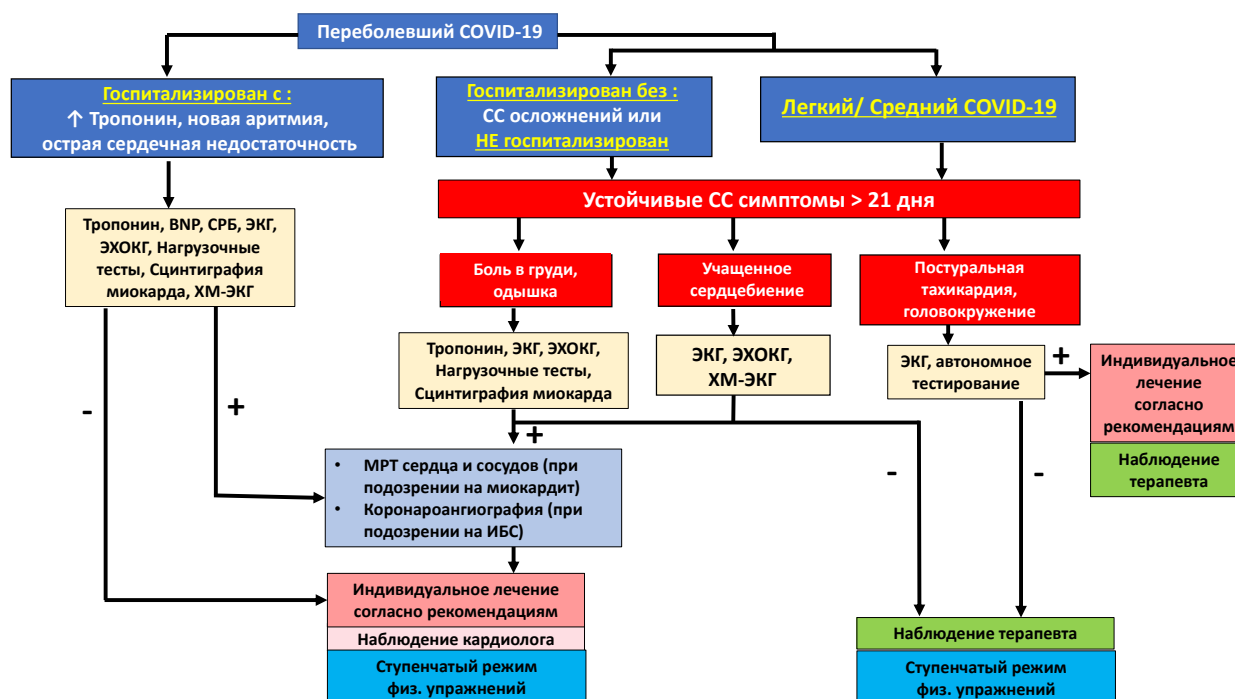 Переболевший COVID-19
Госпитализирован с :
↑ Тропонин, новая аритмия,
острая сердечная недостаточность
Госпитализирован без :
СС осложнений или
НЕ госпитализирован
Легкий/ Средний COVID-19
Устойчивые СС симптомы > 21 дня
Тропонин, BNP, СРБ, ЭКГ,
ЭХОКГ, Нагрузочные
тесты, Сцинтиграфия
миокарда, ХМ-ЭКГ
Боль в груди,
одышка
Учащенное
сердцебиение
Постуральная
тахикардия,
головокружение
Тропонин, ЭКГ, ЭХОКГ,
Нагрузочные тесты,
Сцинтиграфия миокарда
ЭКГ, ЭХОКГ,
ХМ-ЭКГ
ЭКГ, автономное
тестирование
+
Индивидуальное
лечение
согласно
рекомендациям
Наблюдение
терапевта
-
+
+
-
-
• МРТ сердца и сосудов (при
подозрении на миокардит)
• Коронароангиография (при
подозрении на ИБС)
Индивидуальное лечение
согласно рекомендациям
Наблюдение кардиолога
Ступенчатый режим
физ. упражнений
Наблюдение терапевта
Ступенчатый режим
физ. упражнений